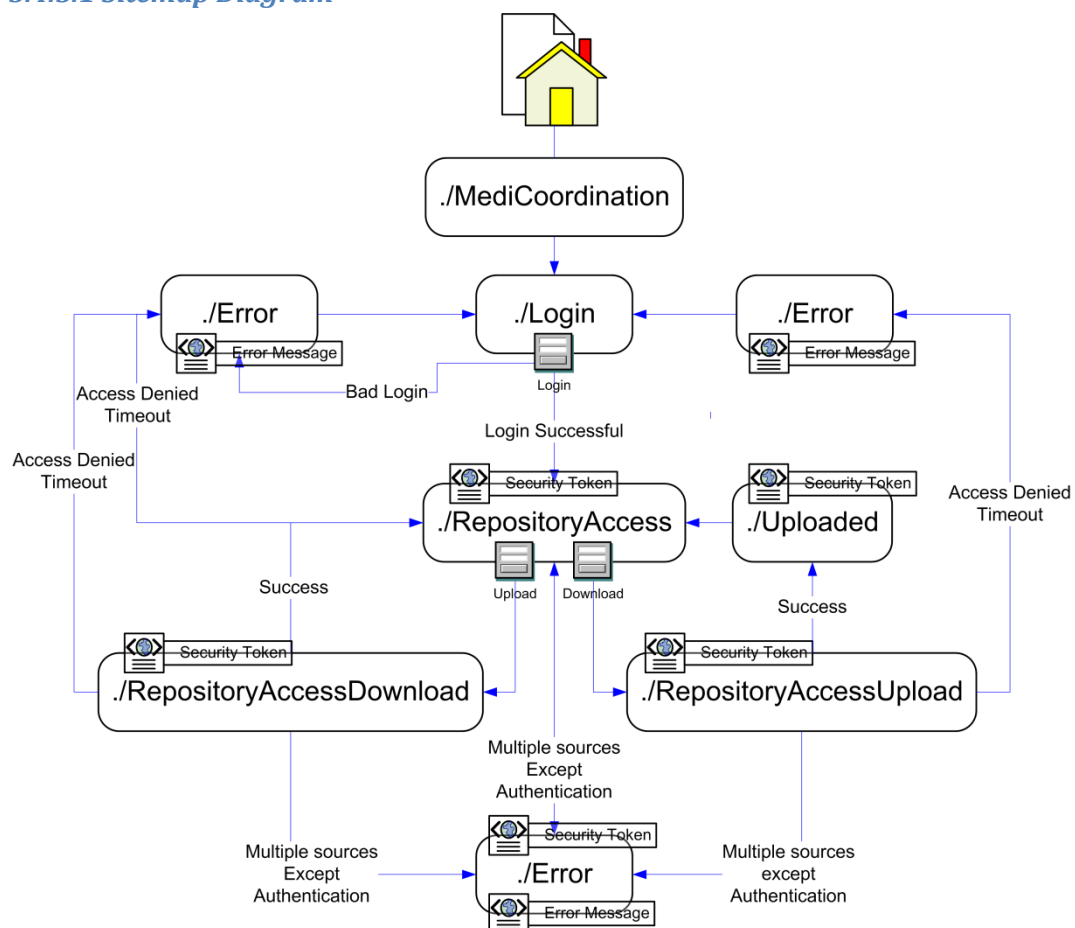 ./MediCoordination
./Error
./Login
./Error
Error Message
Error Message
Login
Bad Login
Access Denied
Timeout
Login Successful
Access Denied
Timeout
Security Token
Security Token
Access Denied
Timeout
./RepositoryAccess
./Uploaded
Upload
Download
Success
Success
Security Token
Security Token
./RepositoryAccessDownload
./RepositoryAccessUpload
Multiple sources
Except
Authentication
Security Token
Multiple sources
Except
Authentication
./Error
Multiple sources
except
Authentication
Error Message